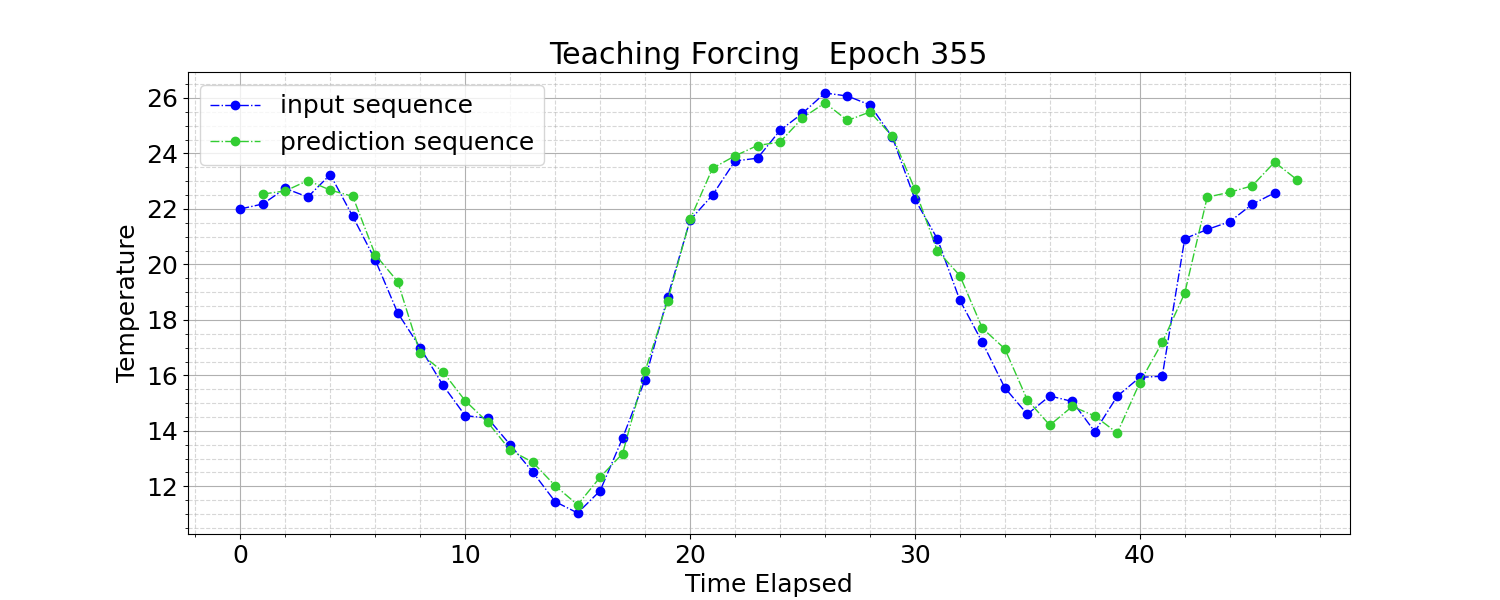 Teaching Forcing   Epoch 355
input sequence
prediction sequence
Temperature
26
24
22
20
18
16
14
12
0 10 20 30 40
Time Elapsed